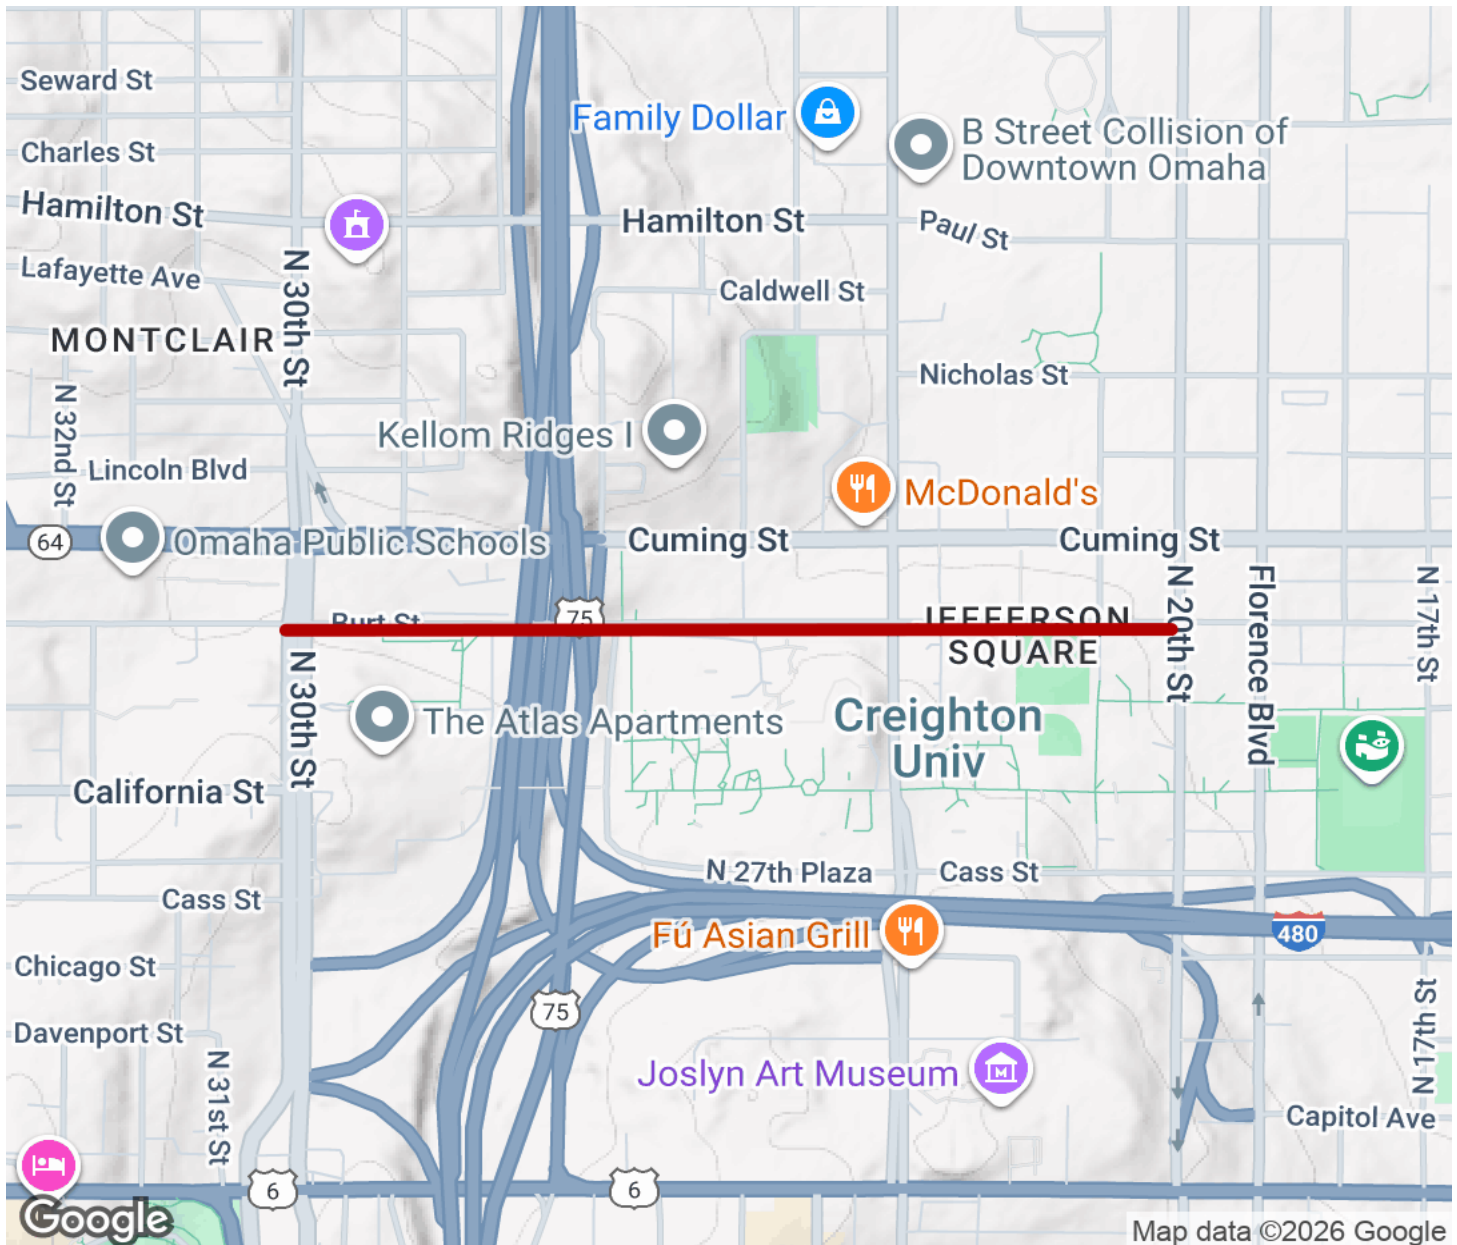 Seward St
Family Dollar
B Street Collision of
Downtown Omaha
Charles St
Hamilton St
Hamilton St
Paul St
Lafayette Ave
N 30th St
Caldwell St
MONTCLAIR
Nicholas St
N 32nd St
Kellom Ridges I
Lincoln Blvd
McDonald's
64
Omaha Public Schools
Cuming St
Cuming St
N 20th St
Florence Blvd
N 17th St
Burt St
75
JEFFERSON
SQUARE
N 30th St
The Atlas Apartments
Creighton
Univ
California St
N 27th Plaza
Cass St
Cass St
Fú Asian Grill
480
Chicago St
75
N 17th St
Davenport St
N 31st St
Joslyn Art Museum
Capitol Ave
6
6
Google
Map data ©2026 Google